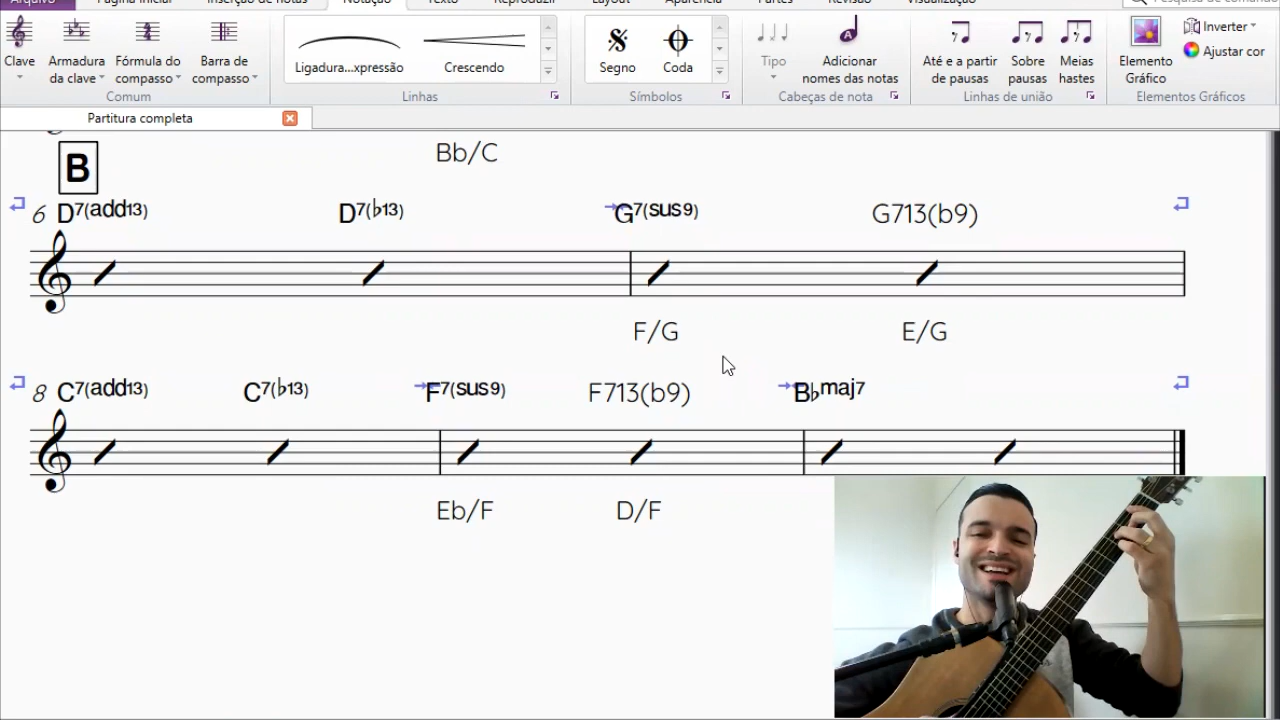 Arquivo Página Inicial Inserção de notas Notação Texto Reproduzir Layout Aparência Partes Revisão Visualização Pesquisa de comando
Clave
Armadura da clave
Fórmula do compasso
Barra de compasso
Comum
Ligadura...xpressão
Crescendo
Linhas
Segno
Coda
Símbolos
Tipo
Adicionar nomes das notas
Cabeças de nota
Até e a partir de pausas
Sobre pausas
Meias hastes
Linhas de união
Elemento Gráfico
Inverter
Ajustar cor
Elementos Gráficos
Partitura completa
Bb/C
B
6 D7(add13) D7(♭13) G7(sus9) G713(b9)
F/G E/G
8 C7(add13) C7(♭13) F7(sus9) F713(b9) B♭maj7
Eb/F D/F